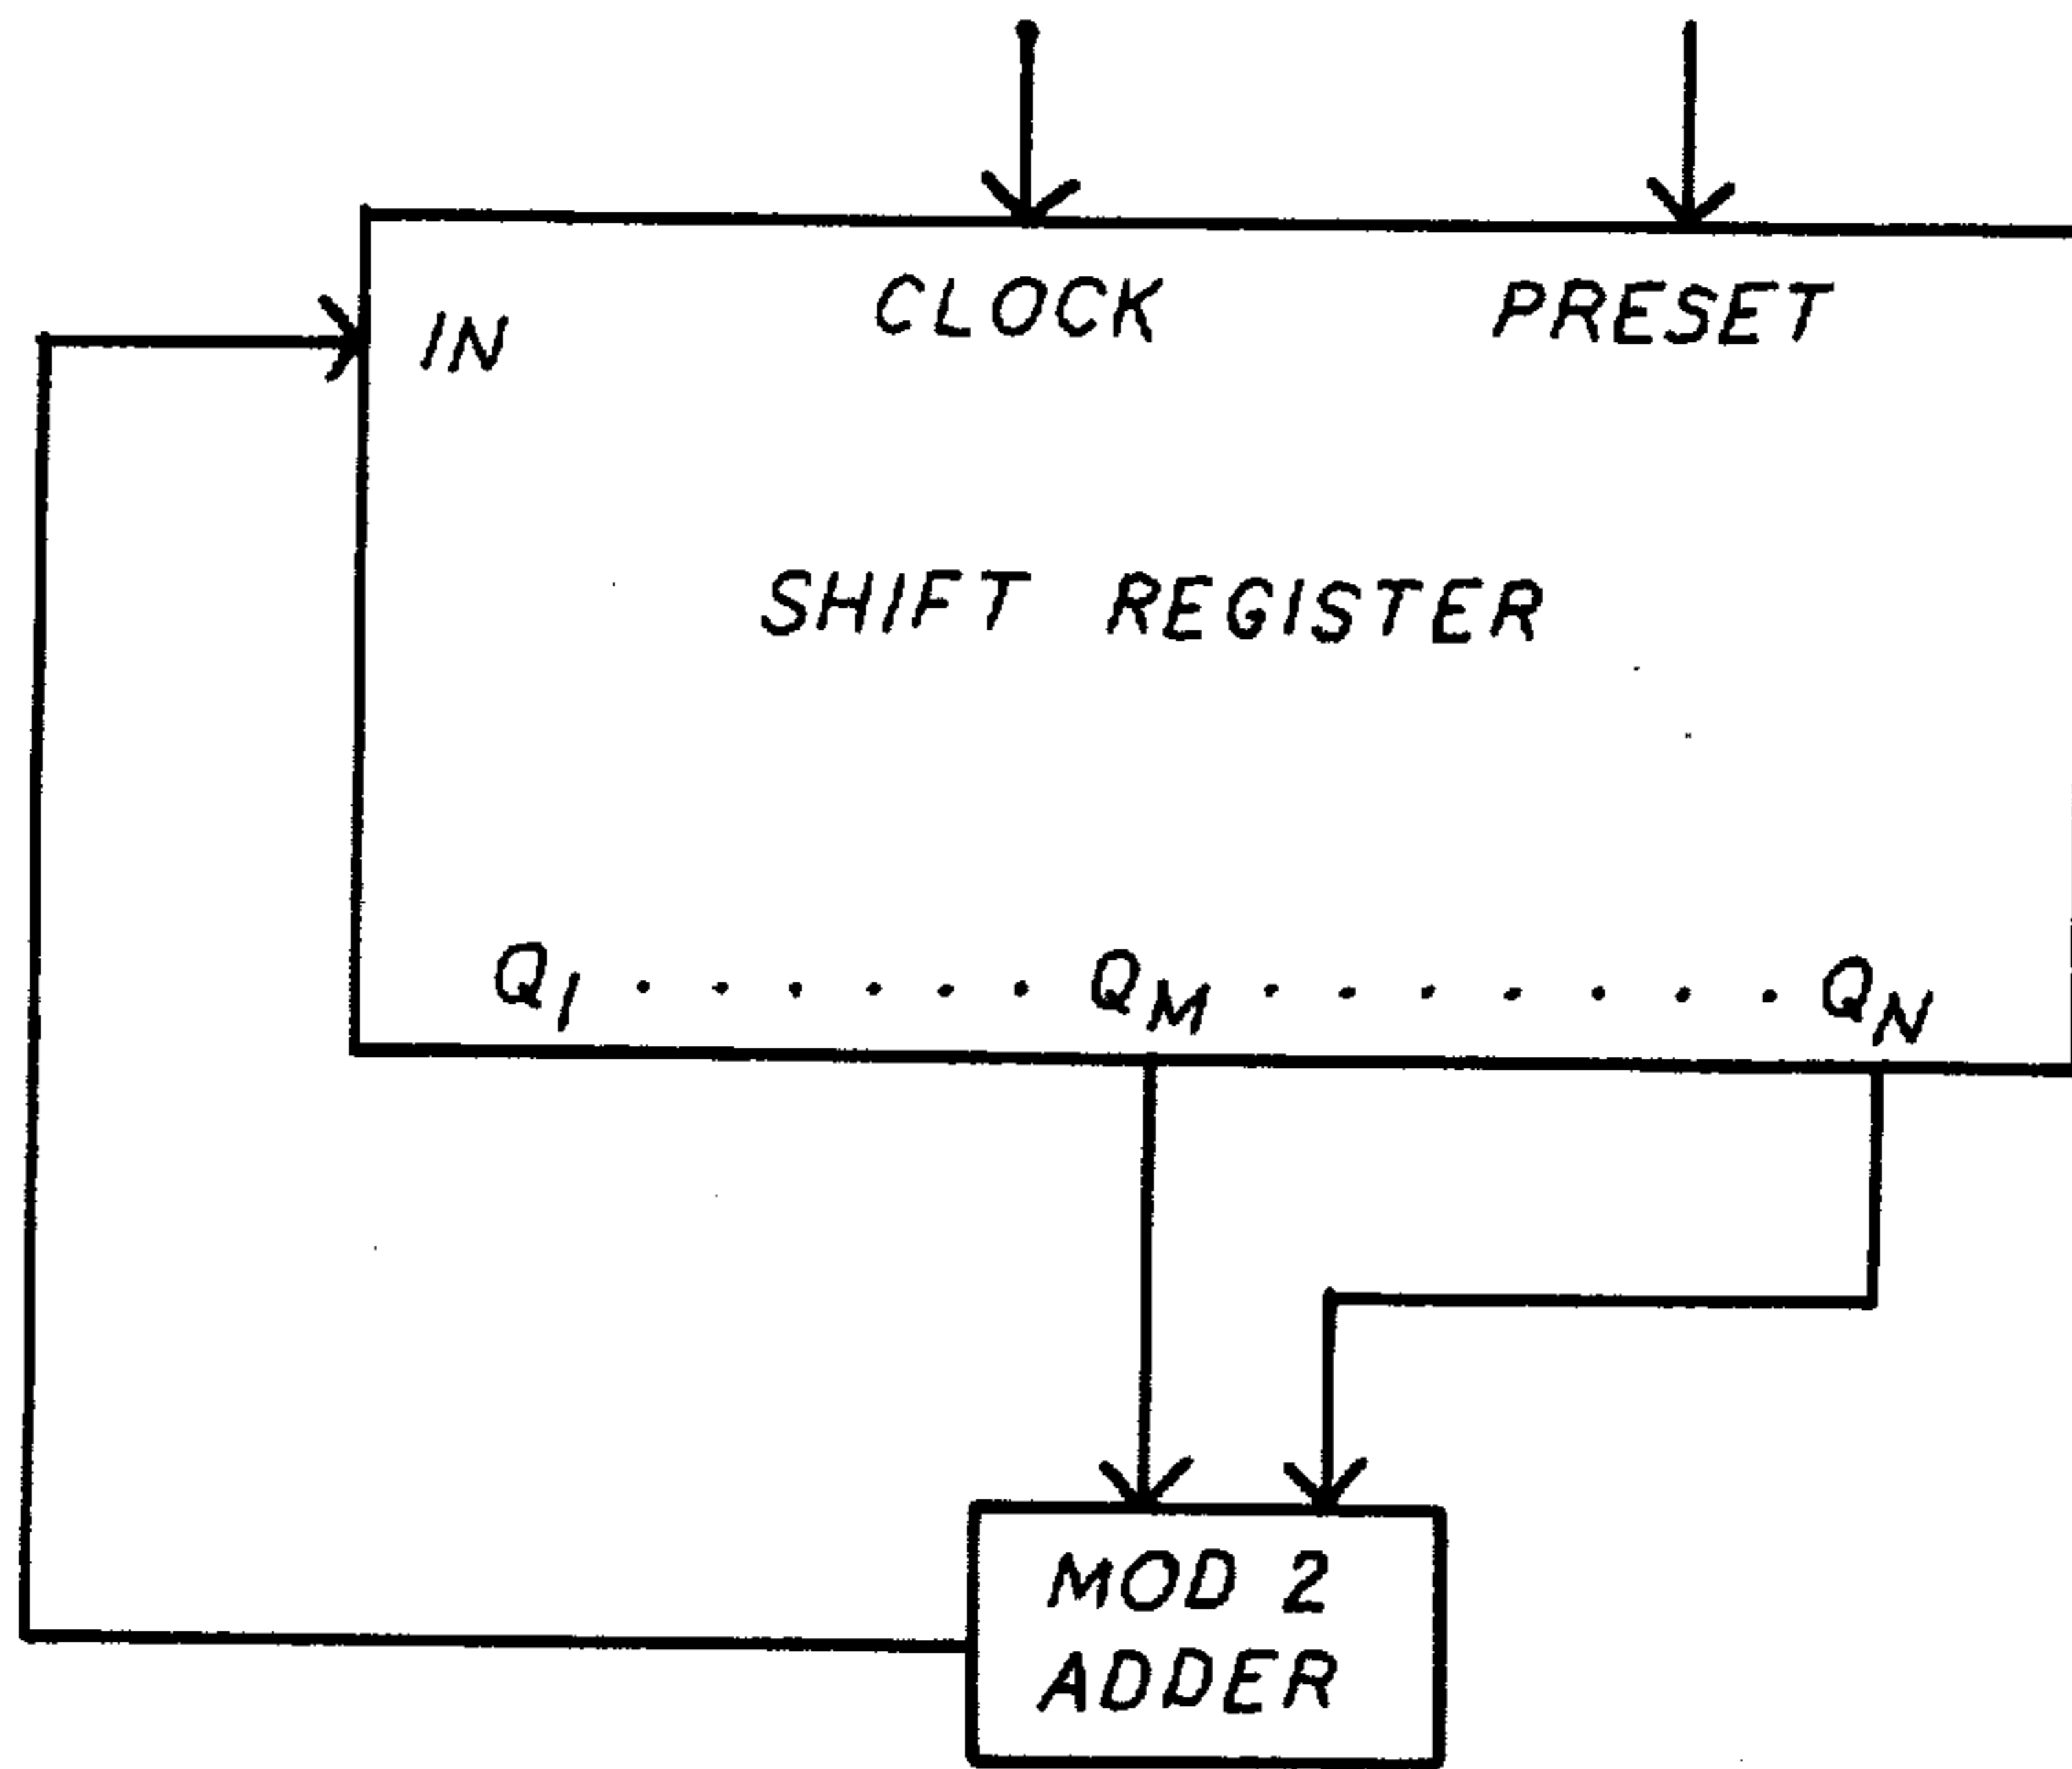 CLOCK PRESET
IN
SHIFT REGISTER
Q1 . . . . . . QM . . . . . . . QN
MOD 2
ADDER